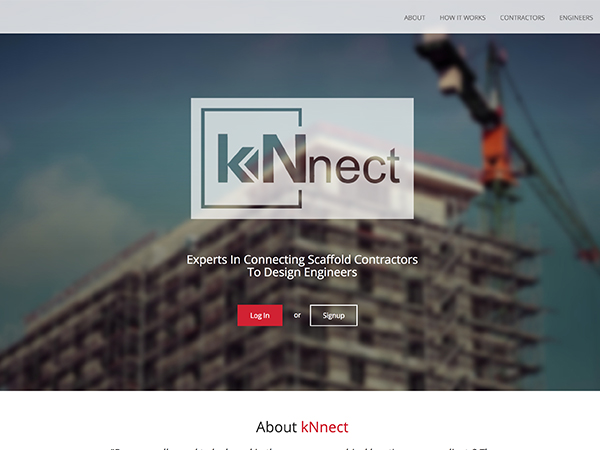 ABOUT HOW IT WORKS CONTRACTORS ENGINEERS
kNnect
Experts In Connecting Scaffold Contractors
To Design Engineers
Log In or Signup
About kNnect